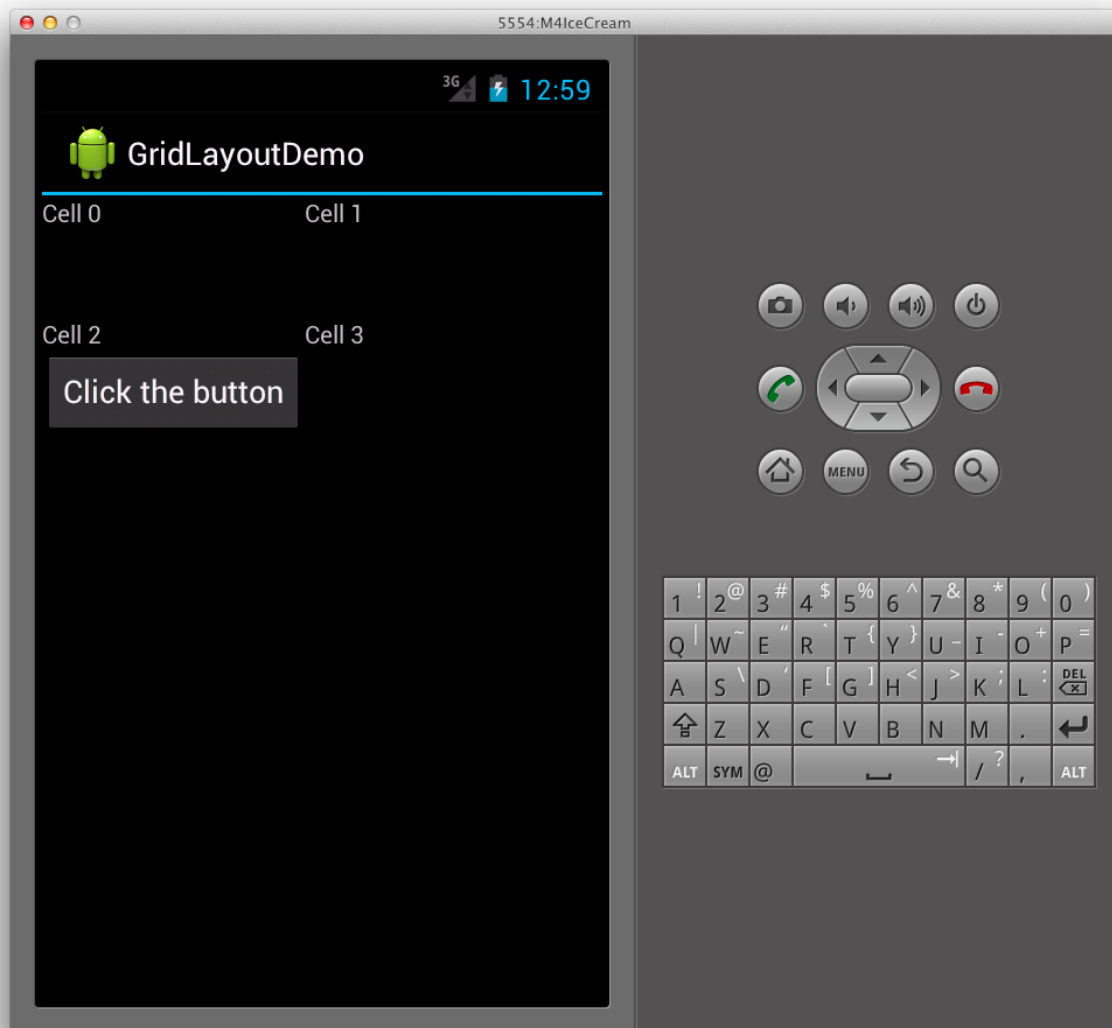 5554:M4IceCream
3G 12:59
GridLayoutDemo
Cell 0 Cell 1
Cell 2 Cell 3
Click the button
MENU
1 ! 2 @ 3 # 4 $ 5 % 6 ^ 7 & 8 * 9 ( 0 )
Q | W ~ E “ R ` T { Y } U _ I - O + P =
A S \ D ‘ F [ G ] H < J > K ; L : DEL
Z X C V B N M .
ALT SYM @ / ? , ALT